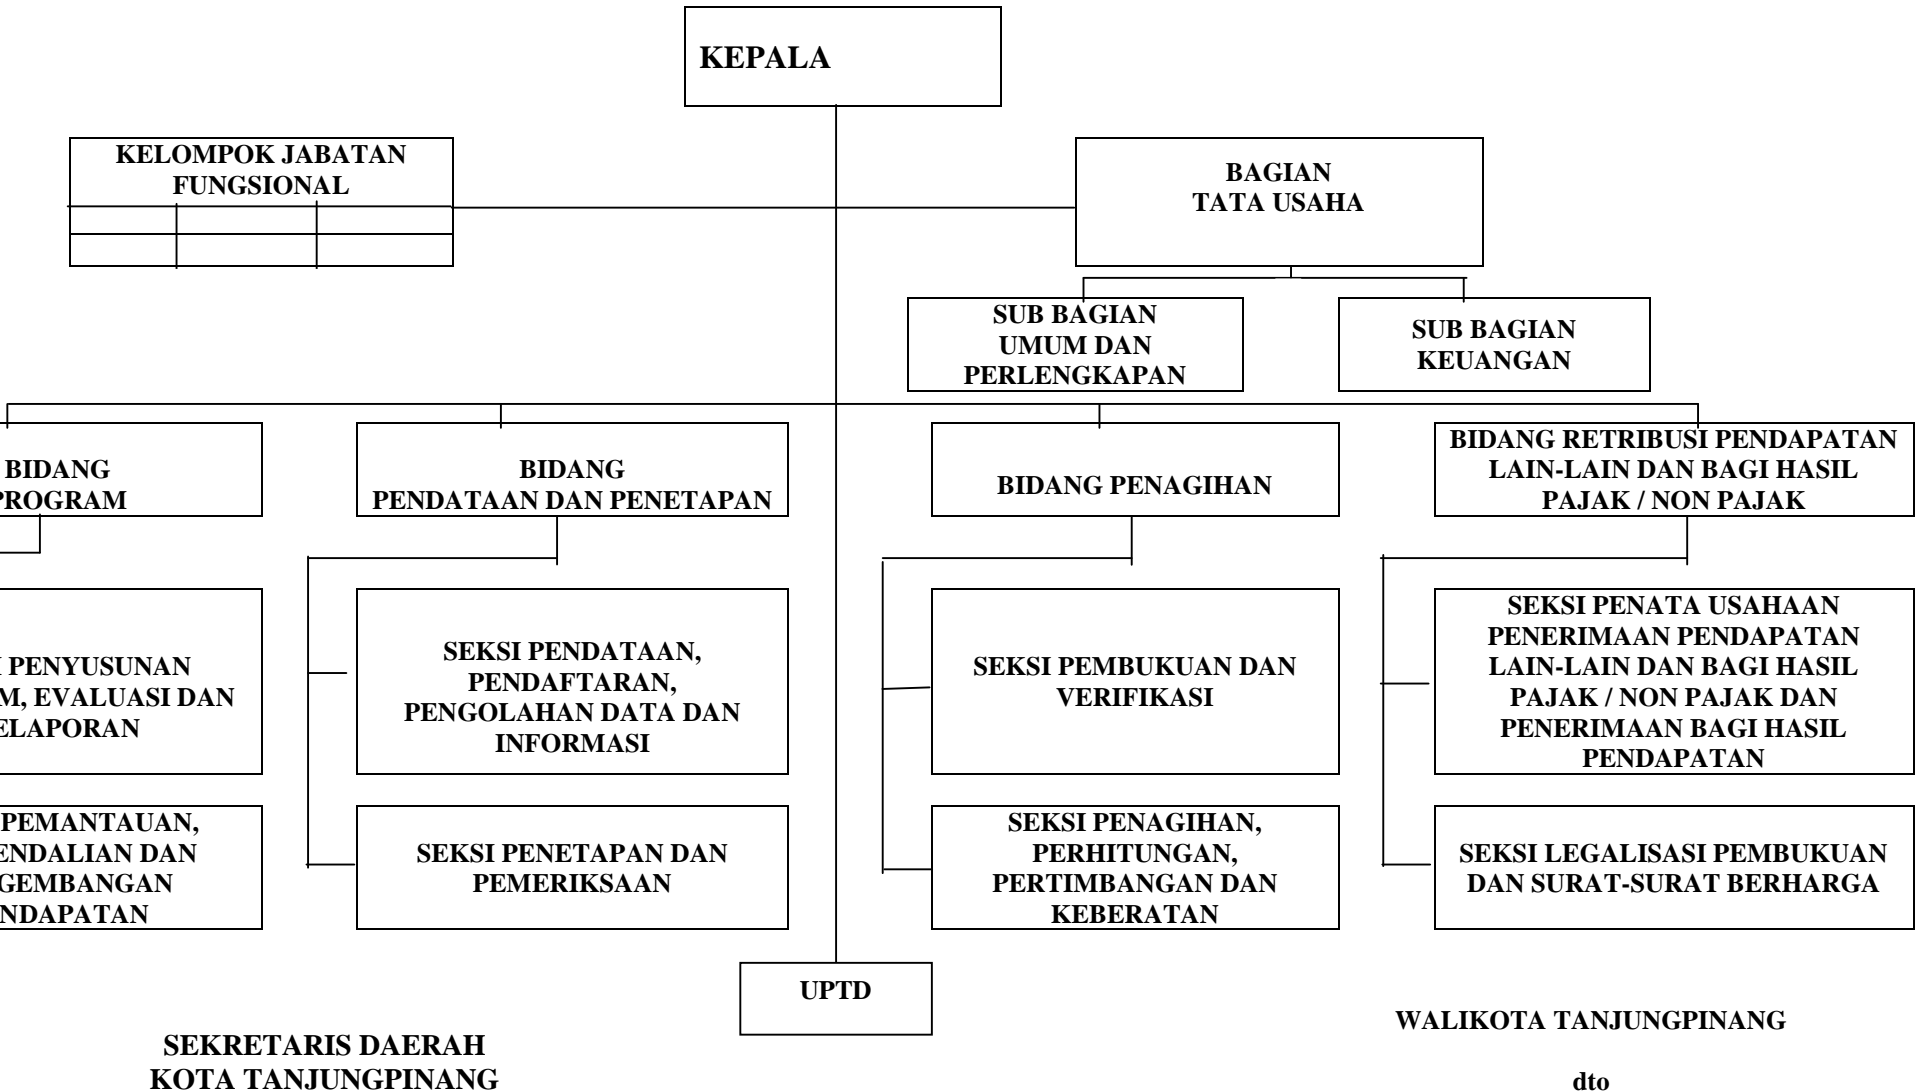 KEPALA
KELOMPOK JABATAN
FUNGSIONAL
BAGIAN
TATA USAHA
SUB BAGIAN
UMUM DAN
PERLENGKAPAN
SUB BAGIAN
KEUANGAN
BIDANG
PROGRAM
BIDANG
PENDATAAN DAN PENETAPAN
BIDANG PENAGIHAN
BIDANG RETRIBUSI PENDAPATAN
LAIN-LAIN DAN BAGI HASIL
PAJAK / NON PAJAK
PENYUSUNAN
EVALUASI DAN
SEKSI PENDATAAN,
PENDAFTARAN,
PENGOLAHAN DATA DAN
INFORMASI
SEKSI PEMBUKUAN DAN
VERIFIKASI
SEKSI PENATA USAHAAN
PENERIMAAN PENDAPATAN
LAIN-LAIN DAN BAGI HASIL
PAJAK / NON PAJAK DAN
PENERIMAAN BAGI HASIL
PENDAPATAN
PEMANTAUAN,
DAN
SEKSI PENETAPAN DAN
PEMERIKSAAN
SEKSI PENAGIHAN,
PERHITUNGAN,
PERTIMBANGAN DAN
KEBERATAN
SEKSI LEGALISASI PEMBUKUAN
DAN SURAT-SURAT BERHARGA
UPTD
WALIKOTA TANJUNGPINANG
dto
SEKRETARIS DAERAH
KOTA TANJUNGPINANG